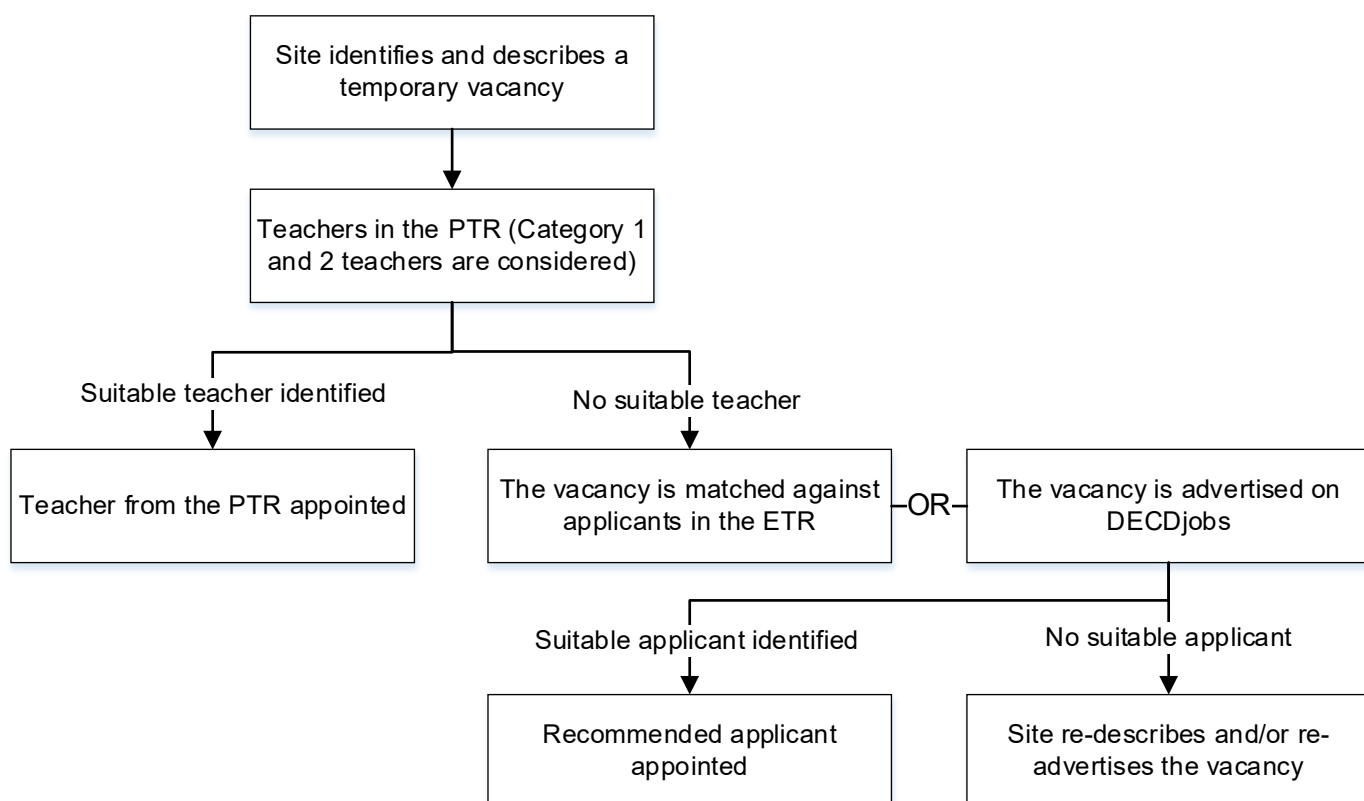 Site identifies and describes a
temporary vacancy
Teachers in the PTR (Category 1
and 2 teachers are considered)
Suitable teacher identified
No suitable teacher
Teacher from the PTR appointed
The vacancy is matched against
applicants in the ETR
OR
The vacancy is advertised on
DECDjobs
Suitable applicant identified
No suitable applicant
Recommended applicant
appointed
Site re-describes and/or re-
advertises the vacancy